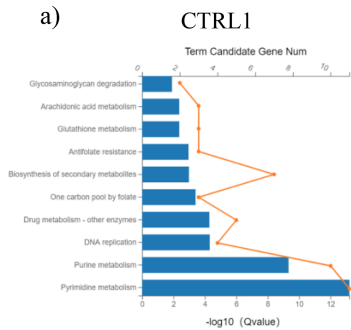 a) CTRL1
Term Candidate Gene Num
0 2 4 6 8 10
Glycosaminoglycan degradation
Arachidonic acid metabolism
Glutathione metabolism
Antifolate resistance
Biosynthesis of secondary metabolites
One carbon pool by folate
Drug metabolism - other enzymes
DNA replication
Purine metabolism
Pyrimidine metabolism
0 2 4 6 8 10 12
-log10 (Qvalue)